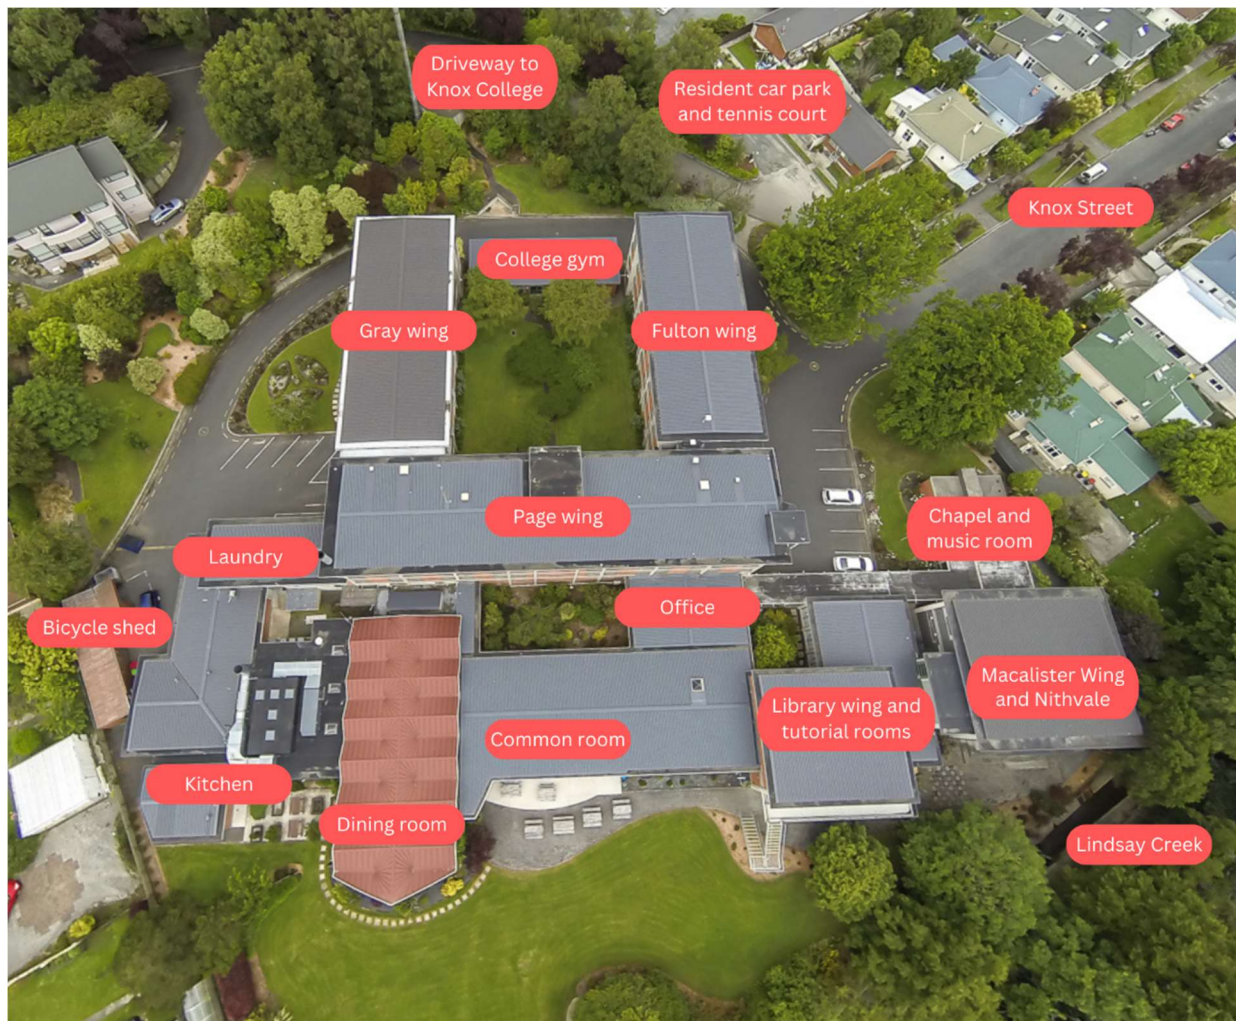 Driveway to
Knox College
Resident car park
and tennis court
Knox Street
College gym
Gray wing
Fulton wing
Page wing
Chapel and
music room
Laundry
Office
Bicycle shed
Macalister Wing
and Nithvale
Library wing and
tutorial rooms
Common room
Kitchen
Dining room
Lindsay Creek